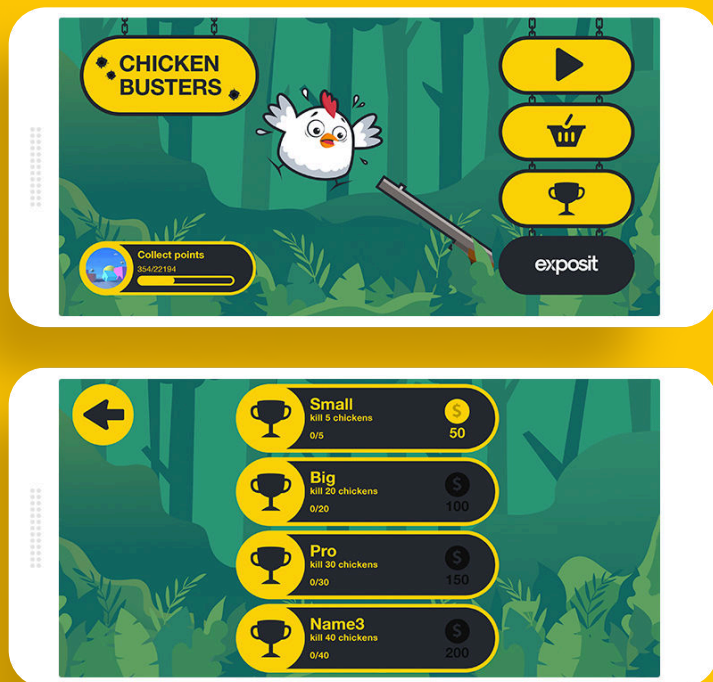 CHICKEN
BUSTERS
Collect points
354/22194
exposit
Small
kill 5 chickens
0/5
$
50
Big
kill 20 chickens
0/20
$
100
Pro
kill 30 chickens
0/30
$
150
Name3
kill 40 chickens
0/40
$
200